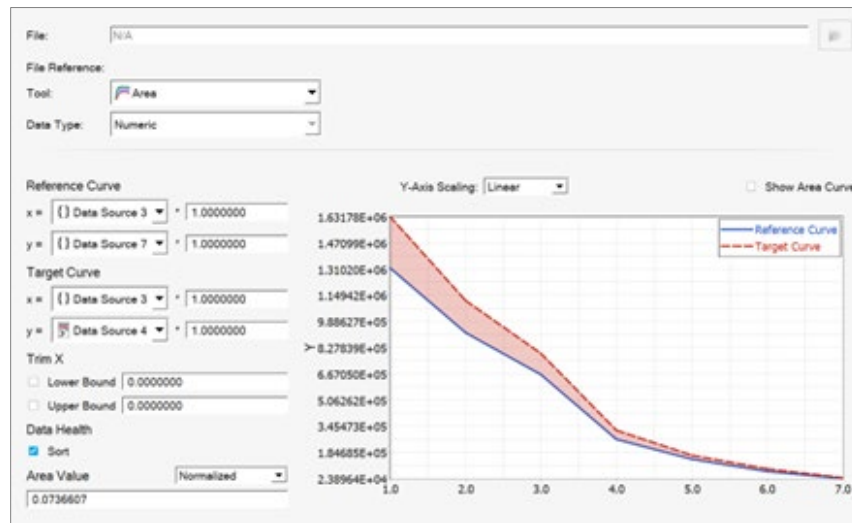 File: N/A
File Reference:
Tool: Area
Data Type: Numeric
Reference Curve
x = {} Data Source 3 * 1.0000000
y = {} Data Source 7 * 1.0000000
Target Curve
x = {} Data Source 3 * 1.0000000
y = Data Source 4 * 1.0000000
Trim X
Lower Bound 0.0000000
Upper Bound 0.0000000
Data Health
Sort
Area Value Normalized
0.0736607
Y-Axis Scaling: Linear Show Area Curve
Reference Curve
Target Curve
Y
1.63178E+06
1.47099E+06
1.31020E+06
1.14942E+06
9.88627E+05
8.27839E+05
6.67050E+05
5.06262E+05
3.45473E+05
1.84685E+05
2.38964E+04
1.0 2.0 3.0 4.0 5.0 6.0 7.0